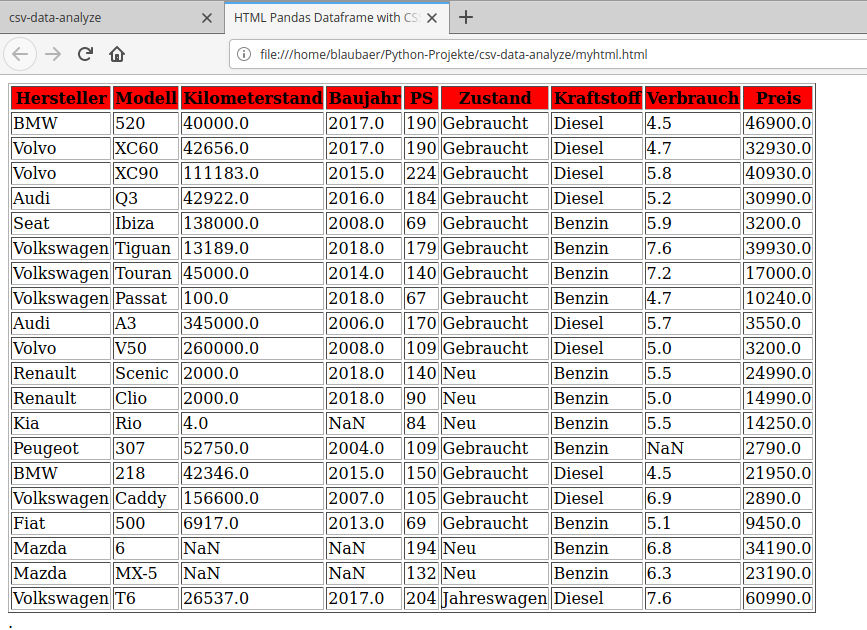 csv-data-analyze HTML Pandas Dataframe with CS
file:///home/blaubaer/Python-Projekte/csv-data-analyze/myhtml.html
Hersteller Modell Kilometerstand Baujahr PS Zustand Kraftstoff Verbrauch Preis
BMW 520 40000.0 2017.0 190 Gebraucht Diesel 4.5 46900.0
Volvo XC60 42656.0 2017.0 190 Gebraucht Diesel 4.7 32930.0
Volvo XC90 111183.0 2015.0 224 Gebraucht Diesel 5.8 40930.0
Audi Q3 42922.0 2016.0 184 Gebraucht Diesel 5.2 30990.0
Seat Ibiza 138000.0 2008.0 69 Gebraucht Benzin 5.9 3200.0
Volkswagen Tiguan 13189.0 2018.0 179 Gebraucht Benzin 7.6 39930.0
Volkswagen Touran 45000.0 2014.0 140 Gebraucht Benzin 7.2 17000.0
Volkswagen Passat 100.0 2018.0 67 Gebraucht Benzin 4.7 10240.0
Audi A3 345000.0 2006.0 170 Gebraucht Diesel 5.7 3550.0
Volvo V50 260000.0 2008.0 109 Gebraucht Diesel 5.0 3200.0
Renault Scenic 2000.0 2018.0 140 Neu Benzin 5.5 24990.0
Renault Clio 2000.0 2018.0 90 Neu Benzin 5.0 14990.0
Kia Rio 4.0 NaN 84 Neu Benzin 5.5 14250.0
Peugeot 307 52750.0 2004.0 109 Gebraucht Benzin NaN 2790.0
BMW 218 42346.0 2015.0 150 Gebraucht Diesel 4.5 21950.0
Volkswagen Caddy 156600.0 2007.0 105 Gebraucht Diesel 6.9 2890.0
Fiat 500 6917.0 2013.0 69 Gebraucht Benzin 5.1 9450.0
Mazda 6 NaN NaN 194 Neu Benzin 6.8 34190.0
Mazda MX-5 NaN NaN 132 Neu Benzin 6.3 23190.0
Volkswagen T6 26537.0 2017.0 204 Jahreswagen Diesel 7.6 60990.0
.